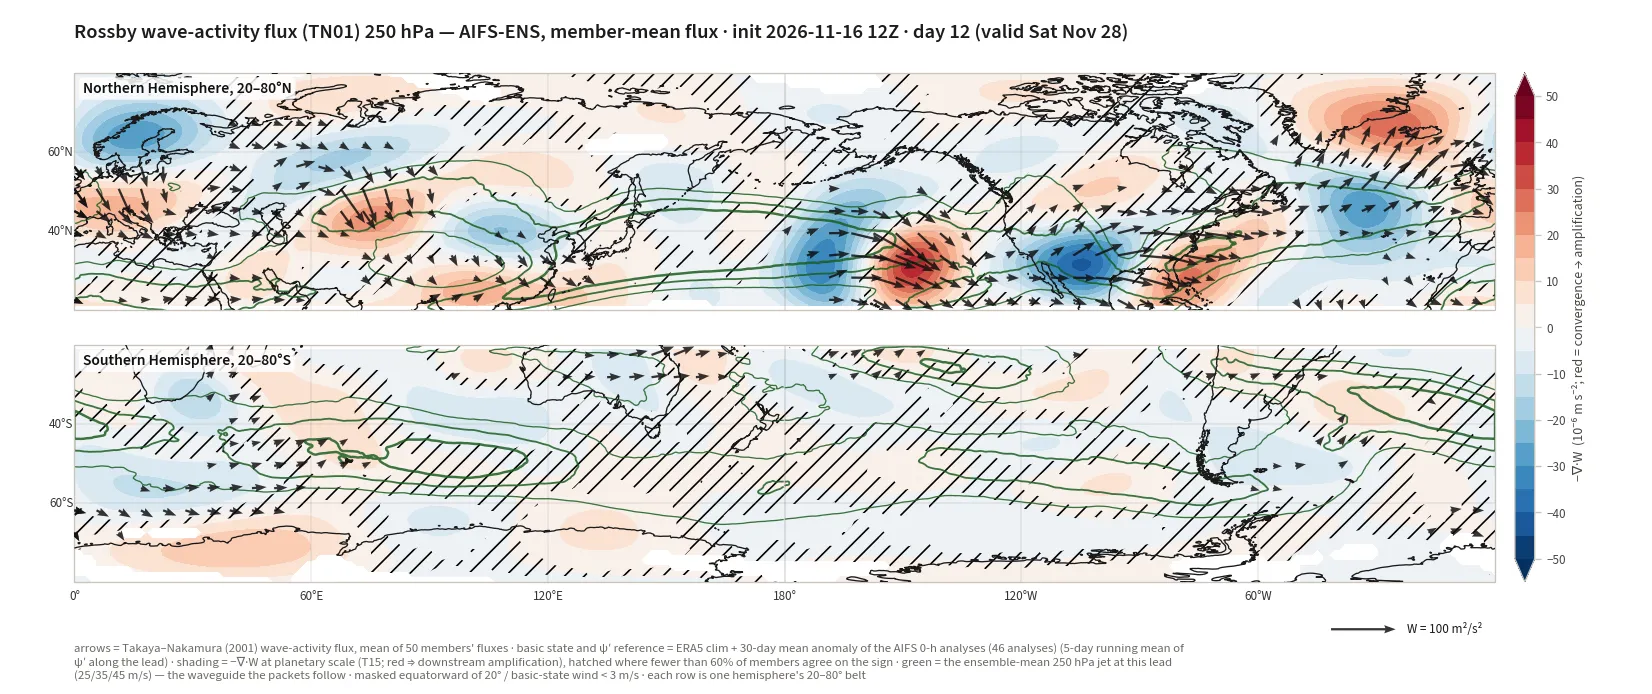 Rossby wave-activity flux (TN01) 250 hPa — AIFS-ENS, member-mean flux · init 2026-11-16 12Z · day 12 (valid Sat Nov 28)
Northern Hemisphere, 20–80°N
60°N
40°N
Southern Hemisphere, 20–80°S
40°S
60°S
0°
60°E
120°E
180°
120°W
60°W
50
40
30
20
10
0
−10
−20
−30
−40
−50
−∇·W (10⁻⁶ m s⁻²; red = convergence → amplification)
W = 100 m²/s²
arrows = Takaya–Nakamura (2001) wave-activity flux, mean of 50 members' fluxes · basic state and ψ′ reference = ERA5 clim + 30-day mean anomaly of the AIFS 0-h analyses (46 analyses) (5-day running mean of
ψ′ along the lead) · shading = −∇·W at planetary scale (T15; red ⇒ downstream amplification), hatched where fewer than 60% of members agree on the sign · green = the ensemble-mean 250 hPa jet at this lead
(25/35/45 m/s) — the waveguide the packets follow · masked equatorward of 20° / basic-state wind < 3 m/s · each row is one hemisphere's 20–80° belt